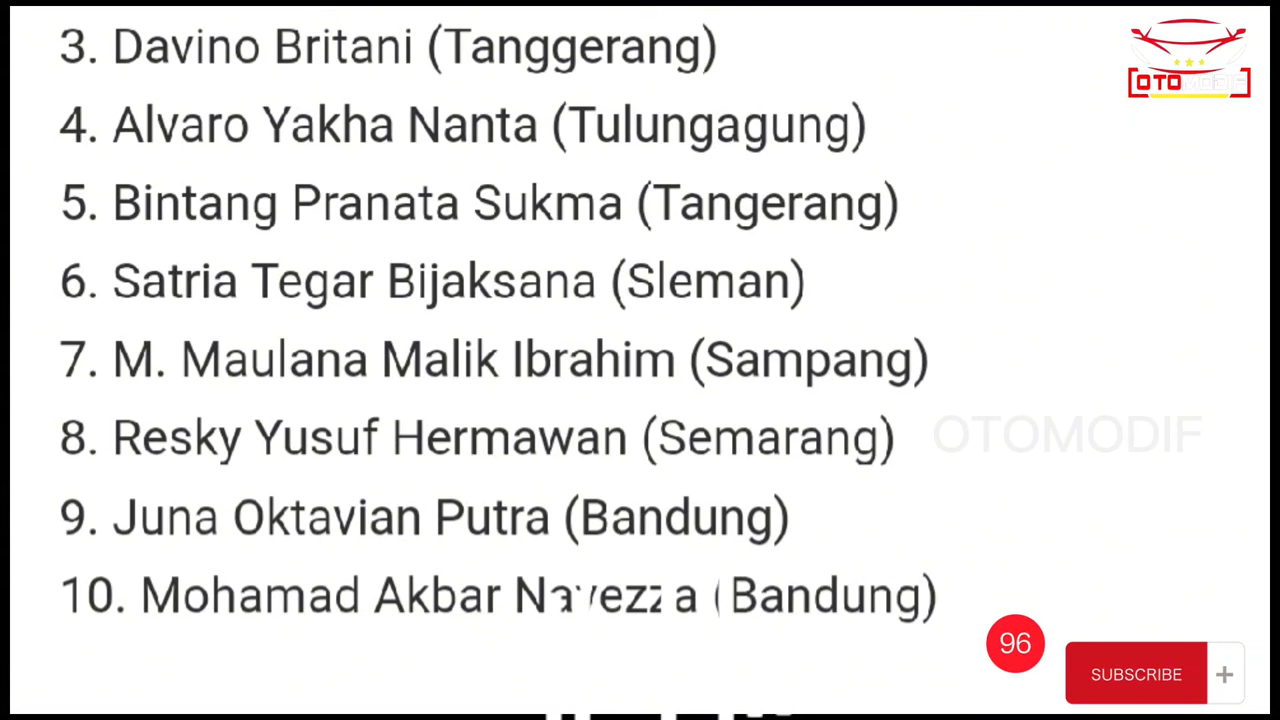 3. Davino Britani (Tanggerang)
OTOMODIF
4. Alvaro Yakha Nanta (Tulungagung)
5. Bintang Pranata Sukma (Tangerang)
6. Satria Tegar Bijaksana (Sleman)
7. M. Maulana Malik Ibrahim (Sampang)
8. Resky Yusuf Hermawan (Semarang)
OTOMODIF
9. Juna Oktavian Putra (Bandung)
10. Mohamad Akbar Navezza (Bandung)
96
SUBSCRIBE +